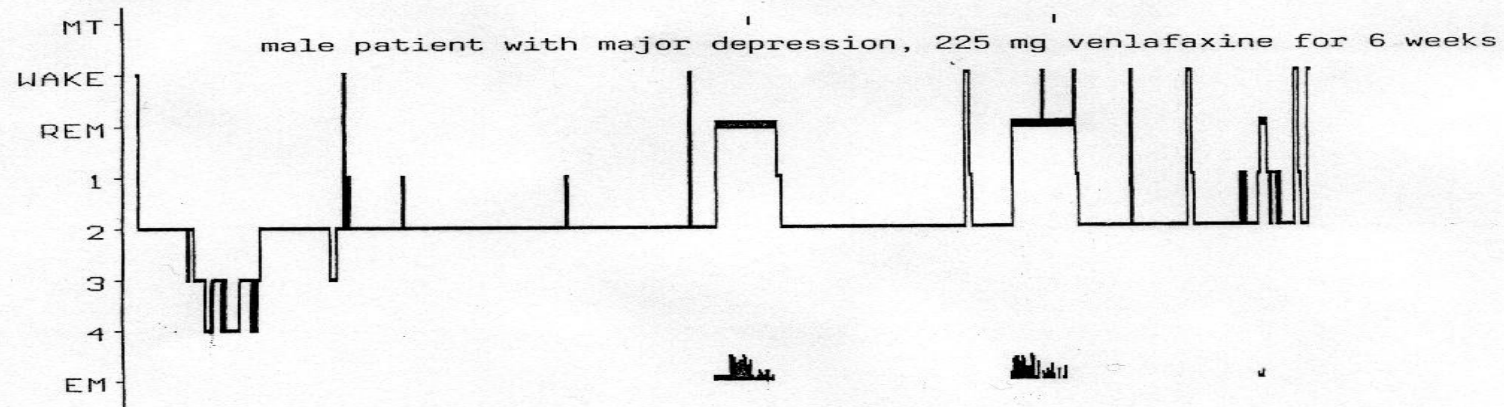 MT
male patient with major depression, 225 mg venlafaxine for 6 weeks
WAKE
REM
1
2
3
4
EM